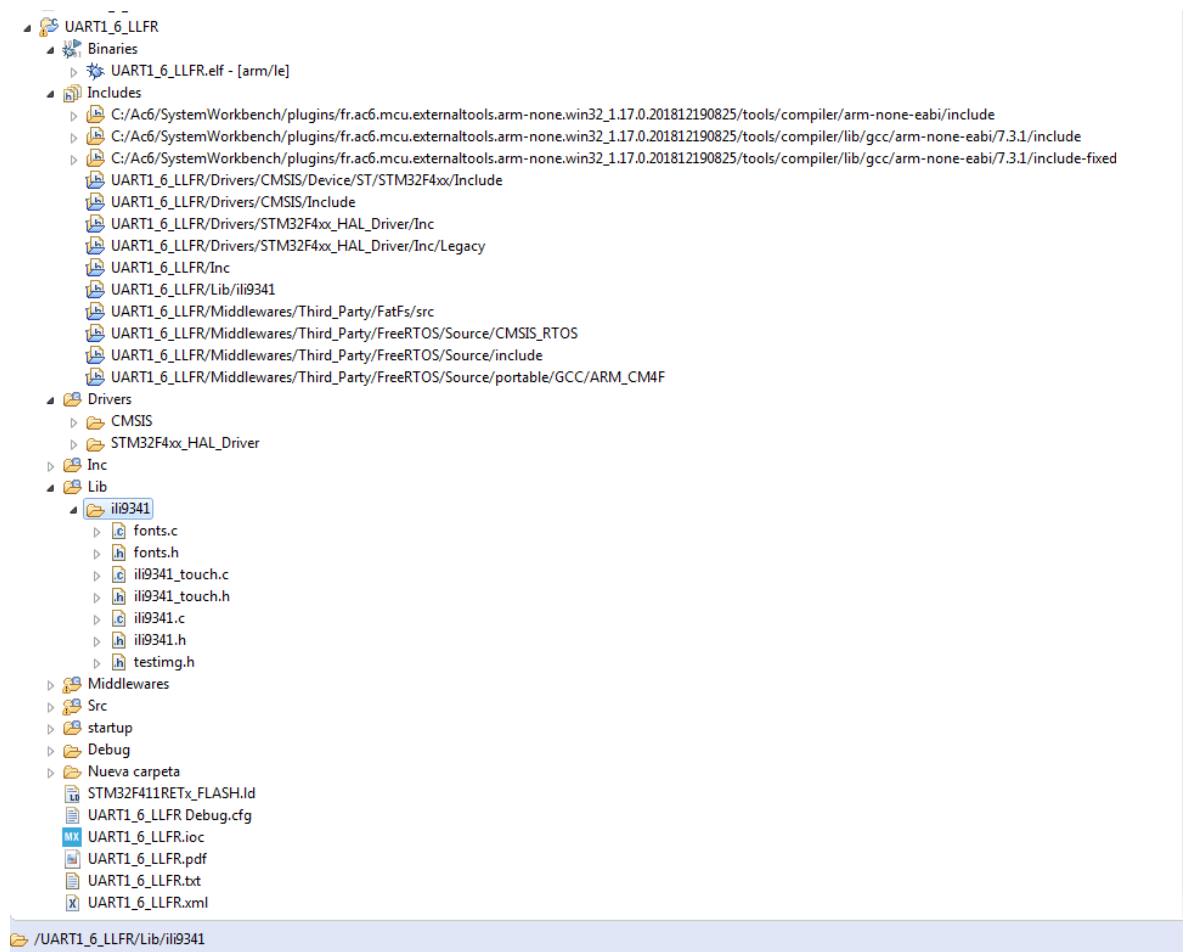 UART1_6_LLFR
Binaries
UART1_6_LLFR.elf - [arm/le]
Includes
C:/Ac6/SystemWorkbench/plugins/fr.ac6.mcu.externaltools.arm-none.win32_1.17.0.201812190825/tools/compiler/arm-none-eabi/include
C:/Ac6/SystemWorkbench/plugins/fr.ac6.mcu.externaltools.arm-none.win32_1.17.0.201812190825/tools/compiler/lib/gcc/arm-none-eabi/7.3.1/include
C:/Ac6/SystemWorkbench/plugins/fr.ac6.mcu.externaltools.arm-none.win32_1.17.0.201812190825/tools/compiler/lib/gcc/arm-none-eabi/7.3.1/include-fixed
UART1_6_LLFR/Drivers/CMSIS/Device/ST/STM32F4xx/Include
UART1_6_LLFR/Drivers/CMSIS/Include
UART1_6_LLFR/Drivers/STM32F4xx_HAL_Driver/Inc
UART1_6_LLFR/Drivers/STM32F4xx_HAL_Driver/Inc/Legacy
UART1_6_LLFR/Inc
UART1_6_LLFR/Lib/ili9341
UART1_6_LLFR/Middlewares/Third_Party/FatFs/src
UART1_6_LLFR/Middlewares/Third_Party/FreeRTOS/Source/CMSIS_RTOS
UART1_6_LLFR/Middlewares/Third_Party/FreeRTOS/Source/include
UART1_6_LLFR/Middlewares/Third_Party/FreeRTOS/Source/portable/GCC/ARM_CM4F
Drivers
CMSIS
STM32F4xx_HAL_Driver
Inc
Lib
ili9341
fonts.c
fonts.h
ili9341_touch.c
ili9341_touch.h
ili9341.c
ili9341.h
testimg.h
Middlewares
Src
startup
Debug
Nueva carpeta
STM32F411RETx_FLASH.ld
UART1_6_LLFR Debug.cfg
MX UART1_6_LLFR.ioc
UART1_6_LLFR.pdf
UART1_6_LLFR.txt
UART1_6_LLFR.xml
/UART1_6_LLFR/Lib/ili9341